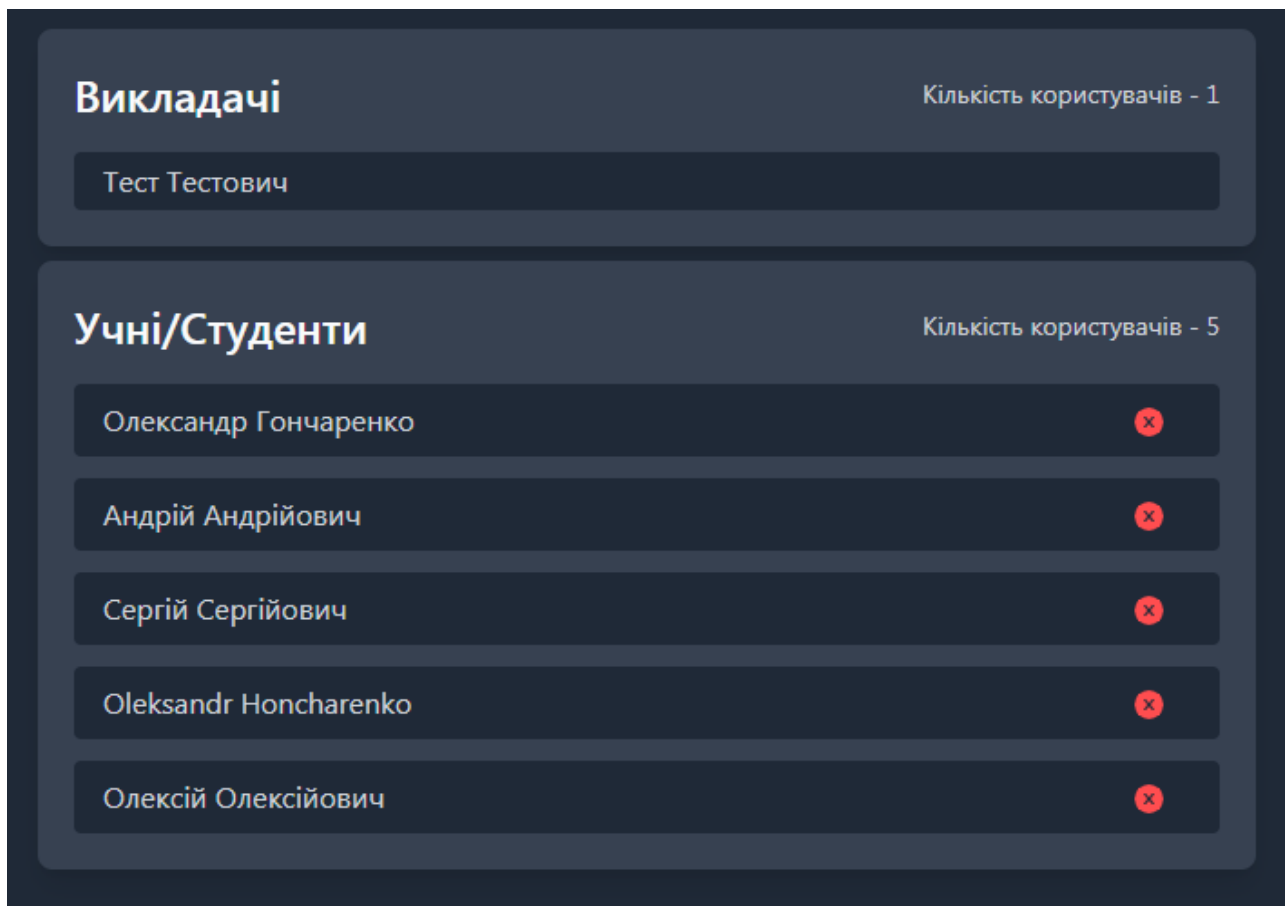 Викладачі
Кількість користувачів - 1
Тест Тестович
Учні/Студенти
Кількість користувачів - 5
Олександр Гончаренко
Андрій Андрійович
Сергій Сергійович
Oleksandr Honcharenko
Олексій Олексійович